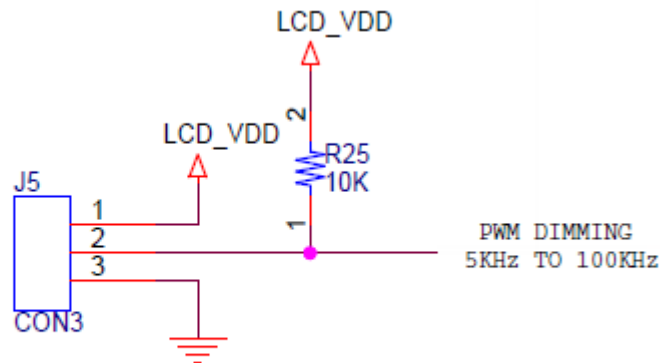 LCD_VDD
2
LCD_VDD
R25
10K
J5
1
2
3
1
PWM DIMMING
5KHz TO 100KHz
CON3